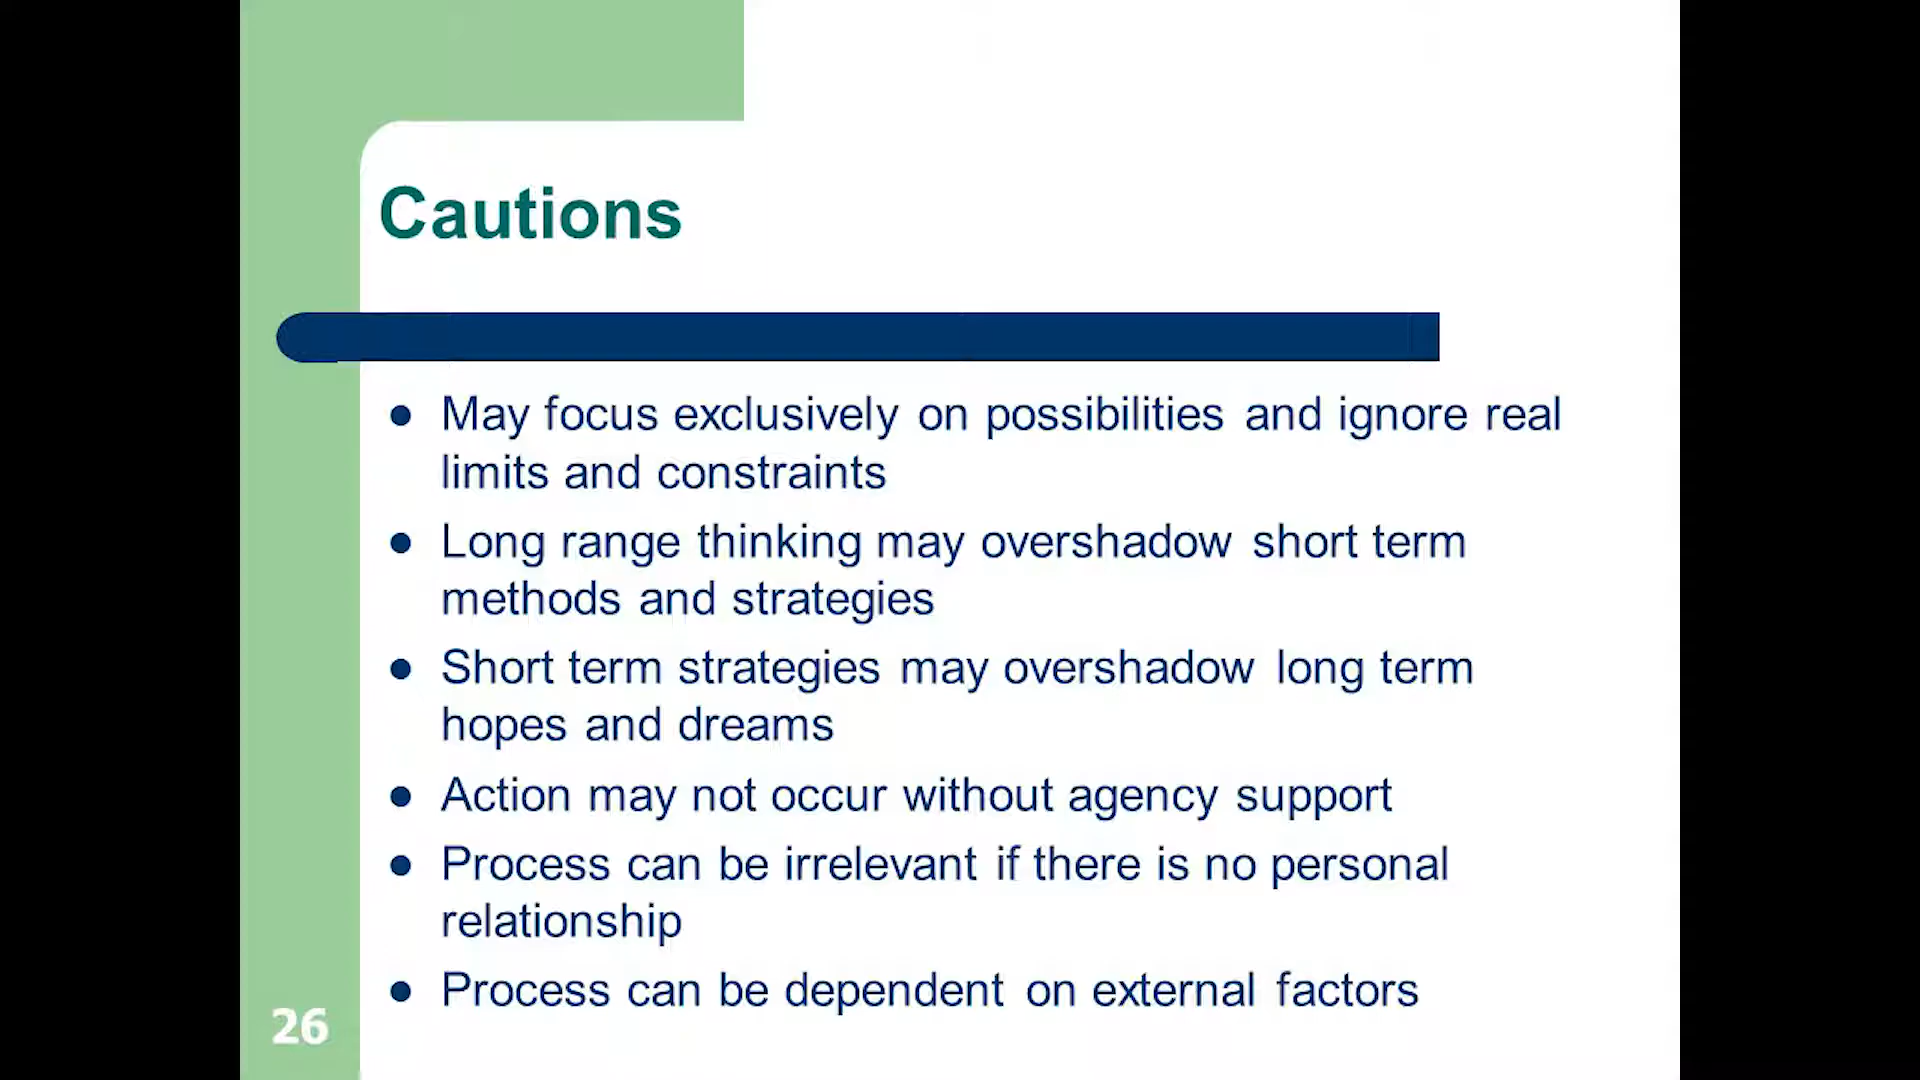 Cautions
● May focus exclusively on possibilities and ignore real
limits and constraints
● Long range thinking may overshadow short term
methods and strategies
● Short term strategies may overshadow long term
hopes and dreams
● Action may not occur without agency support
● Process can be irrelevant if there is no personal
relationship
● Process can be dependent on external factors
26